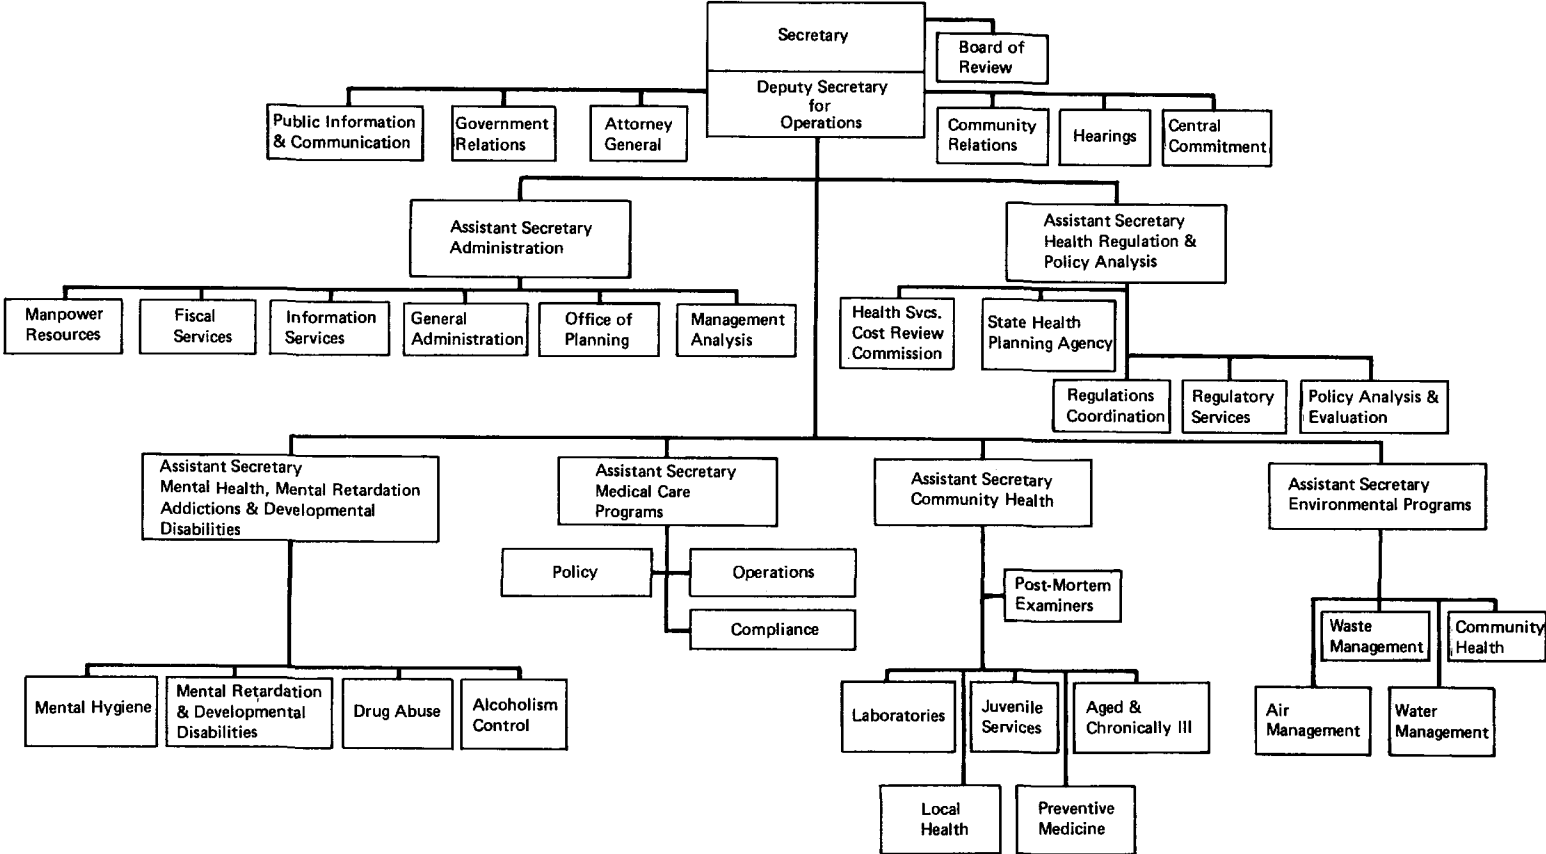 Secretary
Board of
Review
Deputy Secretary
for
Operations
Public Information
& Communication
Government
Relations
Attorney
General
Community
Relations
Hearings
Central
Commitment
Assistant Secretary
Administration
Assistant Secretary
Health Regulation &
Policy Analysis
Manpower
Resources
Fiscal
Services
Information
Services
General
Administration
Office of
Planning
Management
Analysis
Health Svcs.
Cost Review
Commission
State Health
Planning Agency
Regulations
Coordination
Regulatory
Services
Policy Analysis &
Evaluation
Assistant Secretary
Mental Health, Mental Retardation
Addictions & Developmental
Disabilities
Assistant Secretary
Medical Care
Programs
Assistant Secretary
Community Health
Assistant Secretary
Environmental Programs
Policy
Operations
Compliance
Post-Mortem
Examiners
Waste
Management
Community
Health
Mental Hygiene
Mental Retardation
& Developmental
Disabilities
Drug Abuse
Alcoholism
Control
Laboratories
Juvenile
Services
Aged &
Chronically Ill
Air
Management
Water
Management
Local
Health
Preventive
Medicine